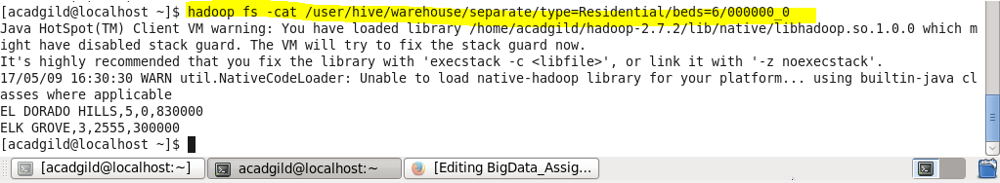 [acadgild@localhost ~]$ hadoop fs -cat /user/hive/warehouse/separate/type=Residential/beds=6/000000_0
Java HotSpot(TM) Client VM warning: You have loaded library /home/acadgild/hadoop-2.7.2/lib/native/libhadoop.so.1.0.0 which m
ight have disabled stack guard. The VM will try to fix the stack guard now.
It's highly recommended that you fix the library with 'execstack -c <libfile>', or link it with '-z noexecstack'.
17/05/09 16:30:30 WARN util.NativeCodeLoader: Unable to load native-hadoop library for your platform... using builtin-java cl
asses where applicable
EL DORADO HILLS,5,0,830000
ELK GROVE,3,2555,300000
[acadgild@localhost ~]$
[acadgild@localhost:~] acadgild@localhost:~ [Editing BigData_Assig...